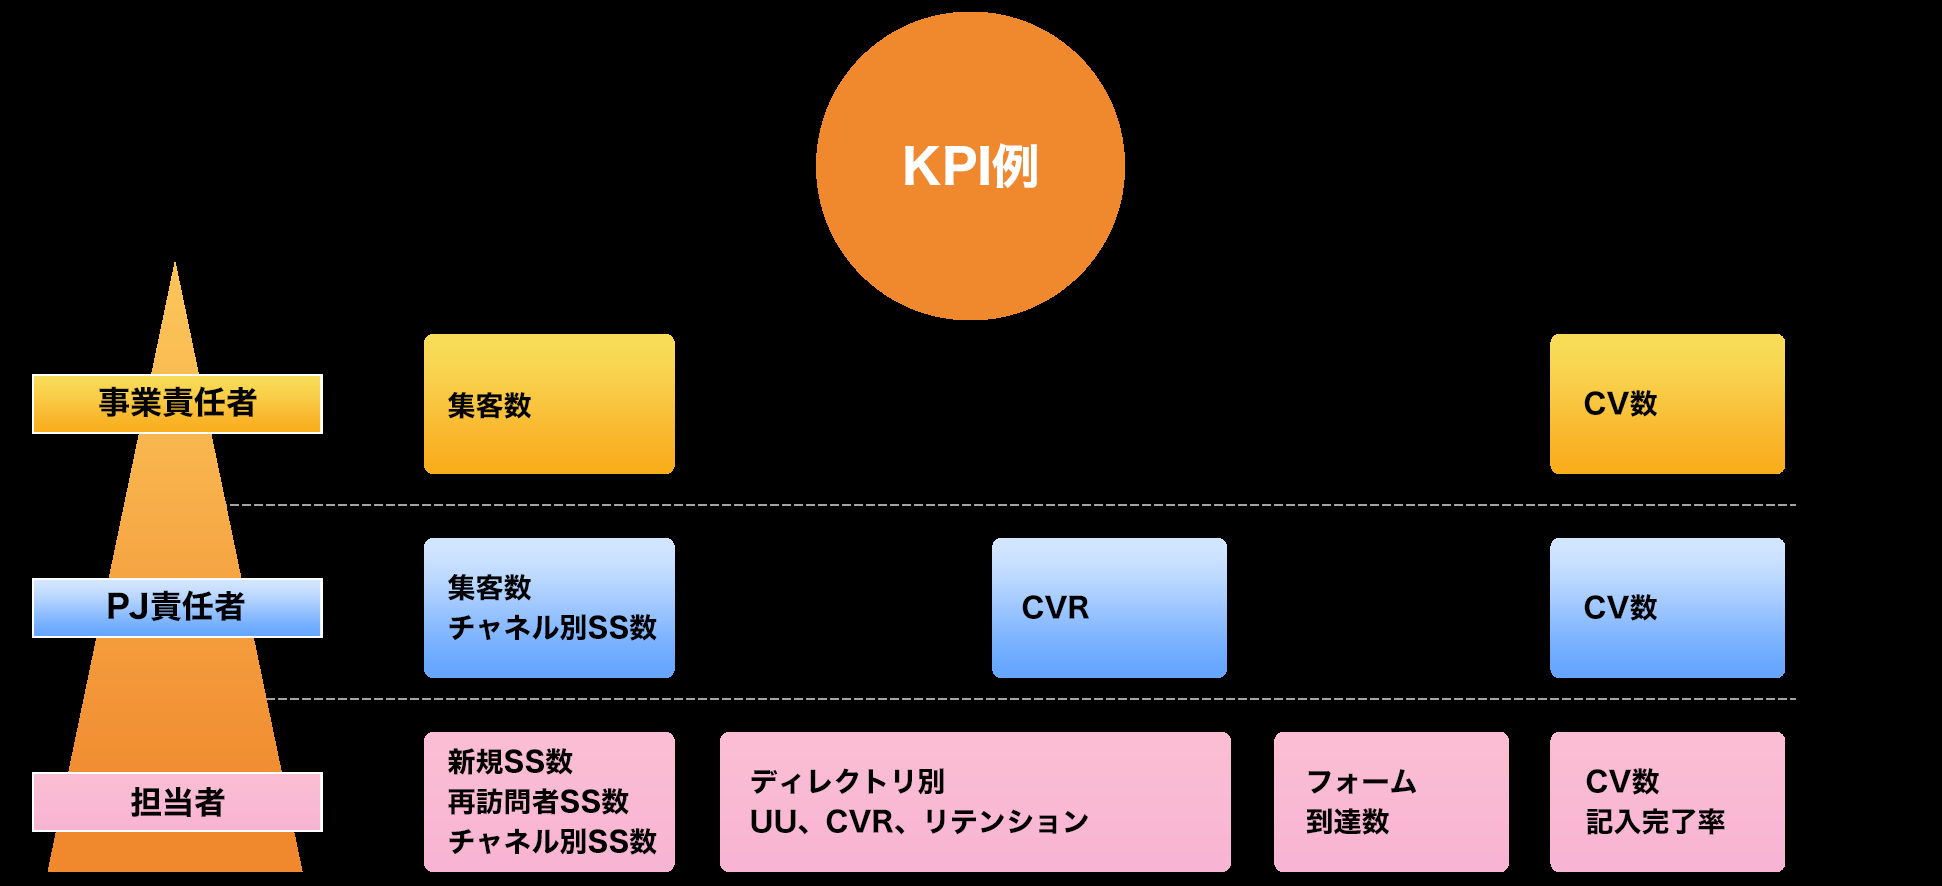 KPI例
事業責任者
集客数
CV数
PJ責任者
集客数
チャネル別SS数
CVR
CV数
担当者
新規SS数
再訪問者SS数
チャネル別SS数
ディレクトリ別
UU、CVR、リテンション
フォーム
到達数
CV数
記入完了率